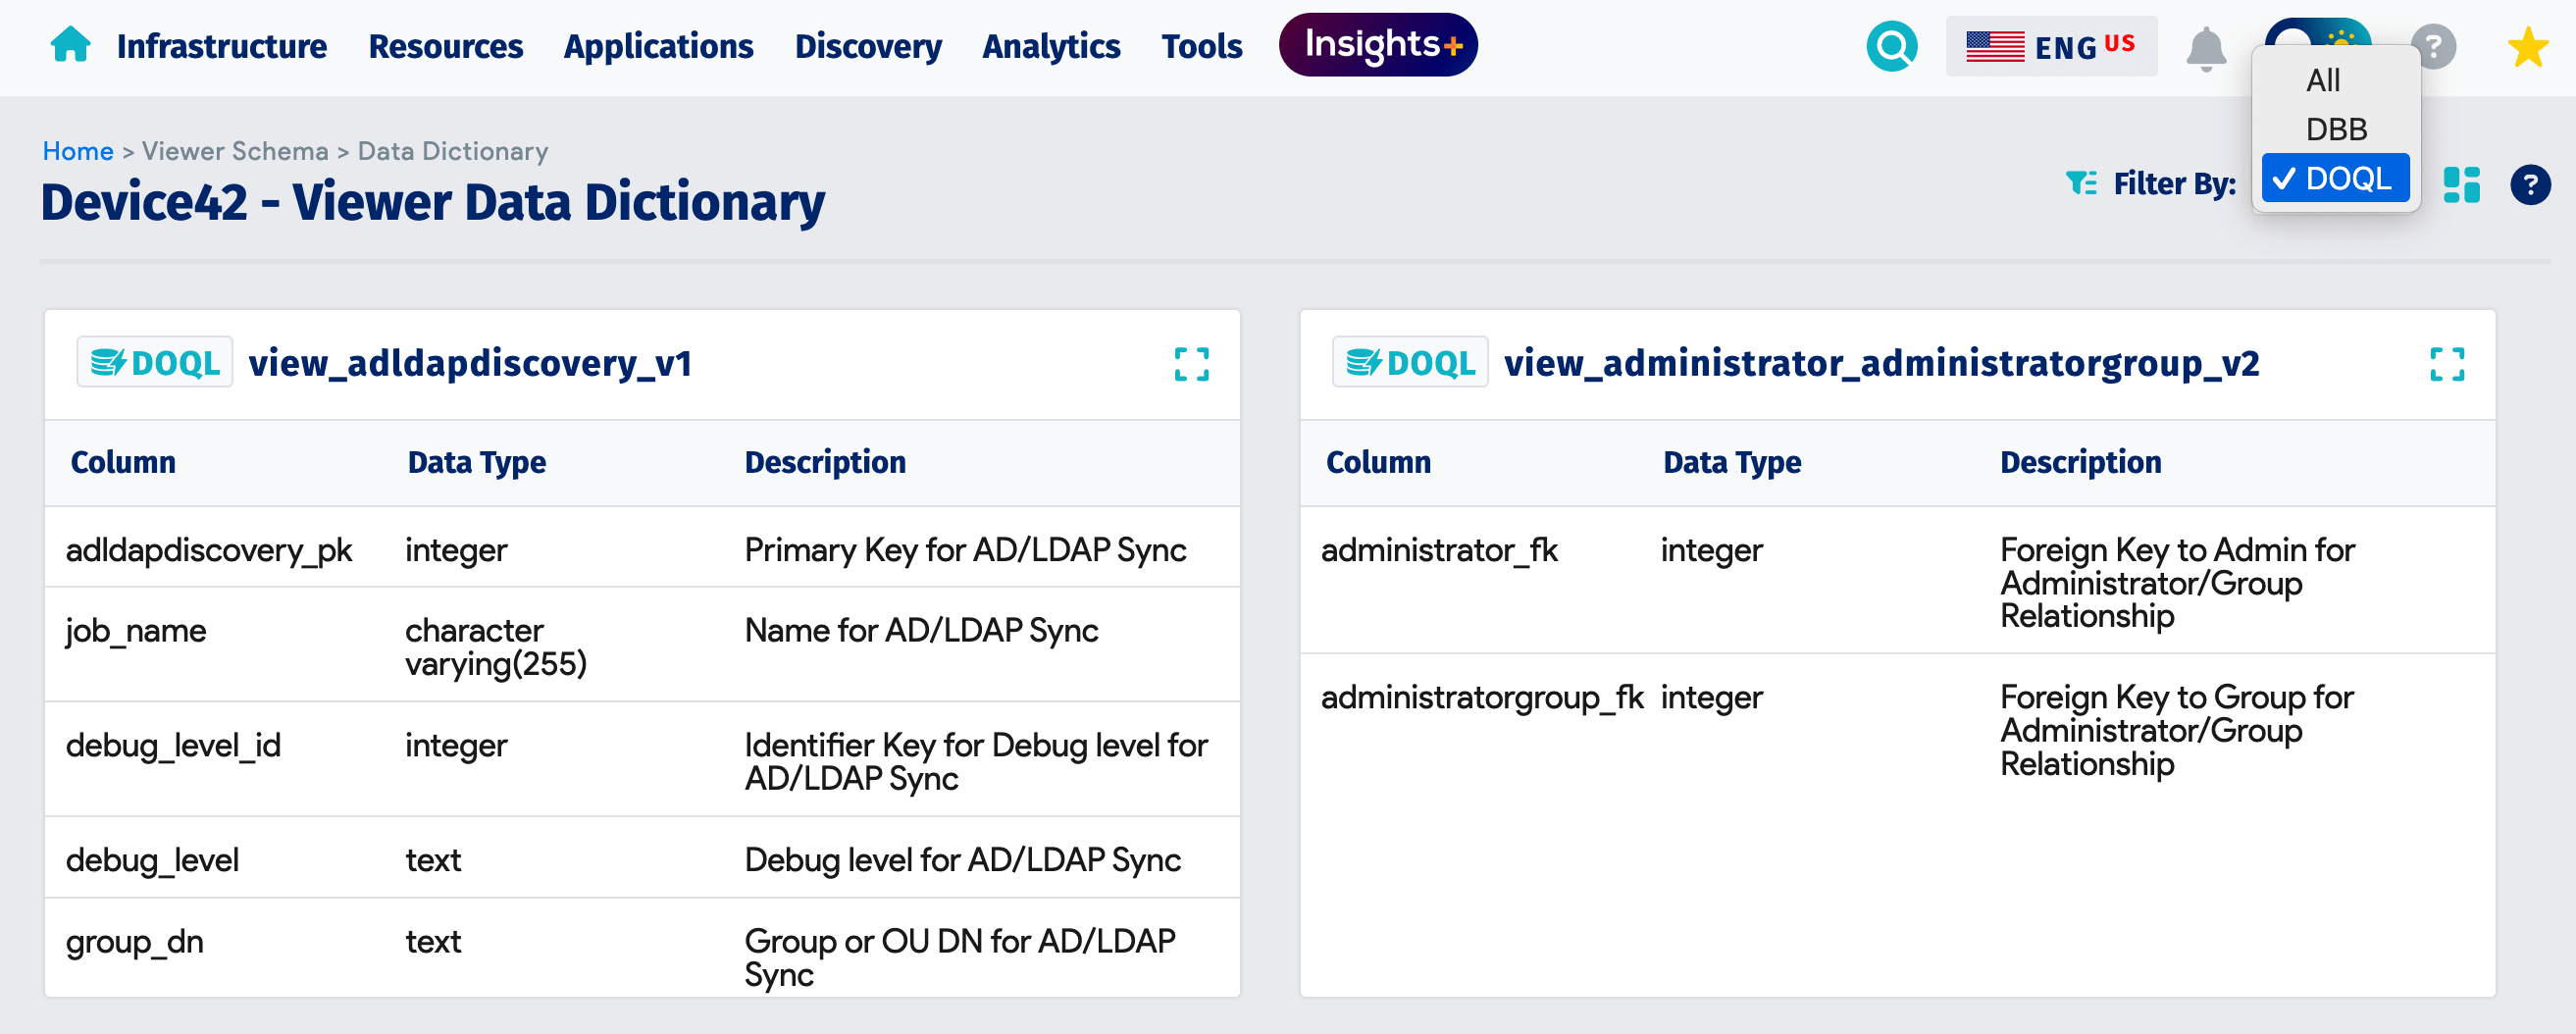 Infrastructure Resources Applications Discovery Analytics Tools Insights+ ENG US ?
All
DBB
✓ DOQL
Home > Viewer Schema > Data Dictionary
Device42 - Viewer Data Dictionary
Filter By:
?
DOQL view_adldapdiscovery_v1
Column Data Type Description
adldapdiscovery_pk integer Primary Key for AD/LDAP Sync
job_name character Name for AD/LDAP Sync
varying(255)
debug_level_id integer Identifier Key for Debug level for
AD/LDAP Sync
debug_level text Debug level for AD/LDAP Sync
group_dn text Group or OU DN for AD/LDAP
Sync
DOQL view_administrator_administratorgroup_v2
Column Data Type Description
administrator_fk integer Foreign Key to Admin for
Administrator/Group
Relationship
administratorgroup_fk integer Foreign Key to Group for
Administrator/Group
Relationship